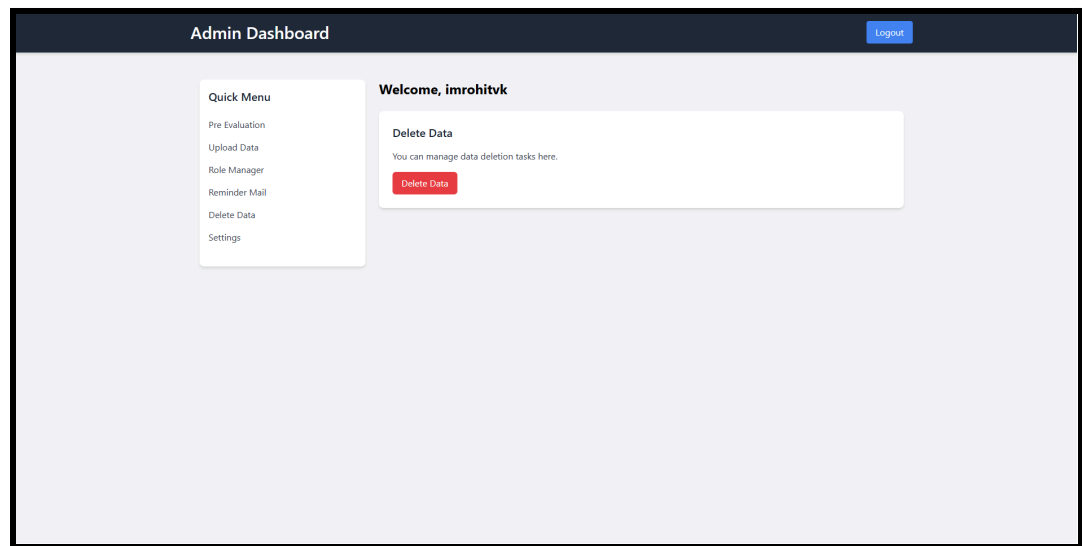 Admin Dashboard
Logout
Quick Menu
Pre Evaluation
Upload Data
Role Manager
Reminder Mail
Delete Data
Settings
Welcome, imrohitvk
Delete Data
You can manage data deletion tasks here.
Delete Data